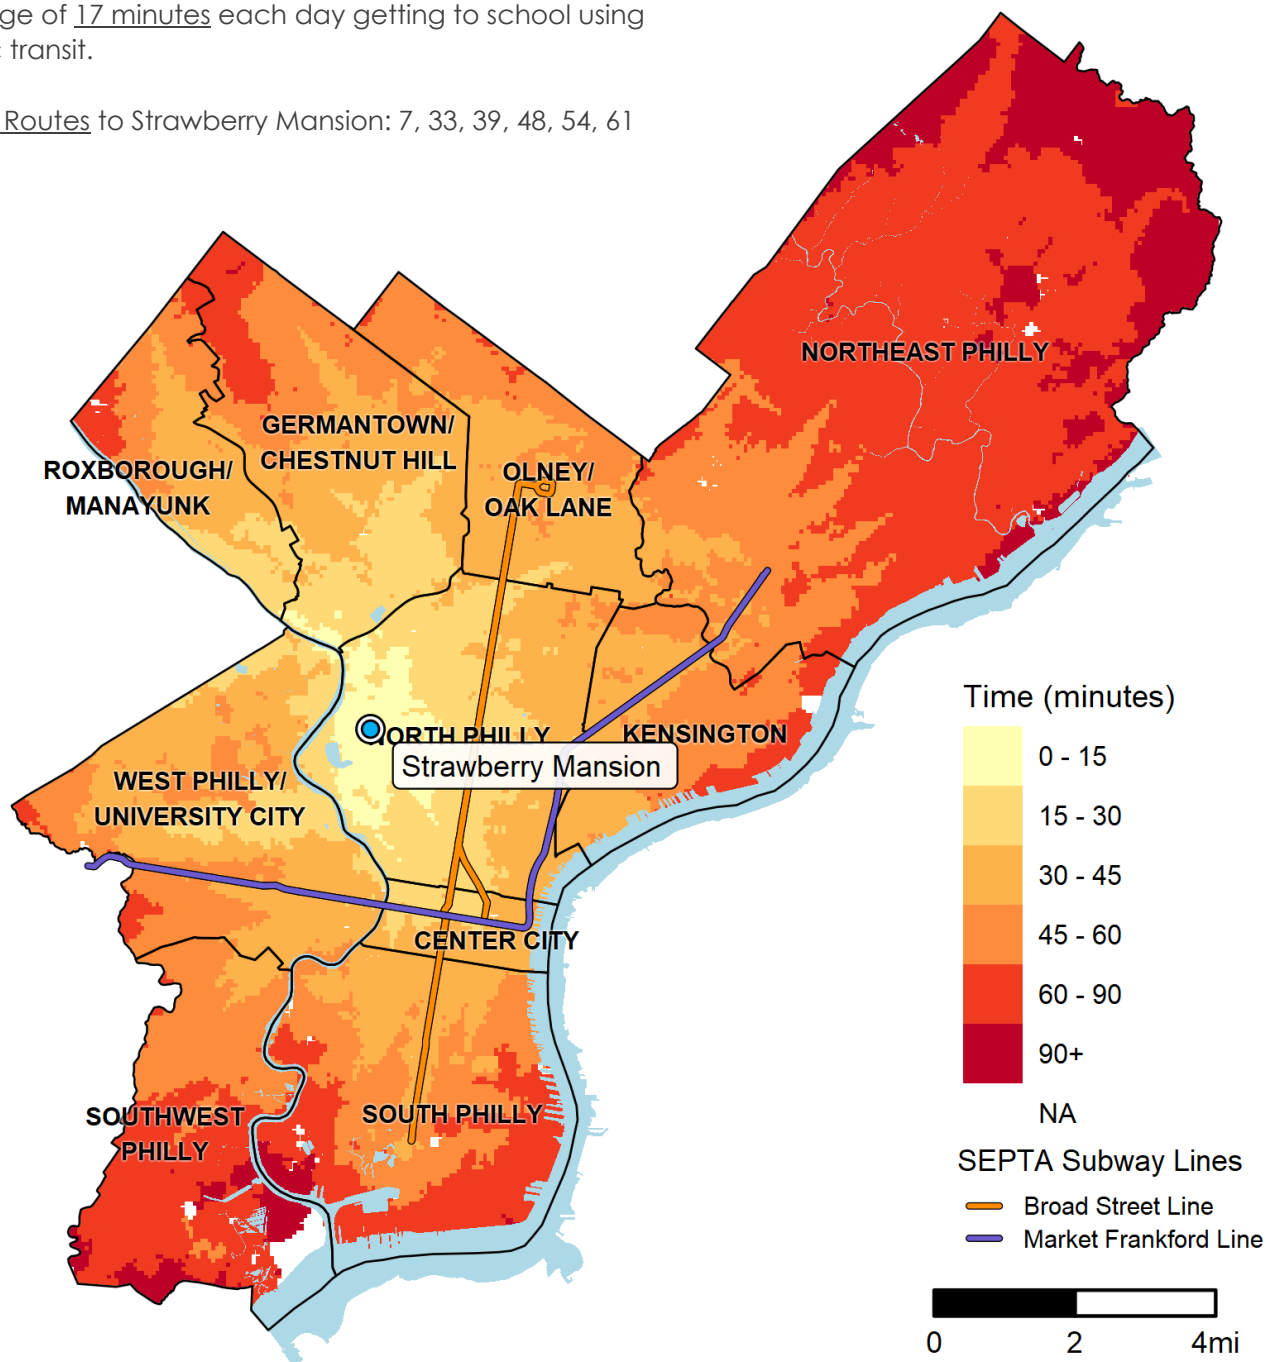 ge of 17 minutes each day getting to school using
transit.
Routes to Strawberry Mansion: 7, 33, 39, 48, 54, 61
NORTHEAST PHILLY
GERMANTOWN/
CHESTNUT HILL
ROXBOROUGH/
MANAYUNK
OLNEY/
OAK LANE
NORTH PHILLY
KENSINGTON
Strawberry Mansion
WEST PHILLY/
UNIVERSITY CITY
CENTER CITY
SOUTHWEST
PHILLY
SOUTH PHILLY
Time (minutes)
0 - 15
15 - 30
30 - 45
45 - 60
60 - 90
90+
NA
SEPTA Subway Lines
Broad Street Line
Market Frankford Line
0 2 4mi